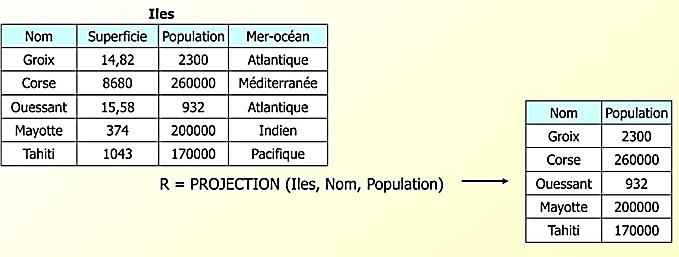 Iles
Nom Superficie Population Mer-océan
Groix 14,82 2300 Atlantique
Corse 8680 260000 Méditerranée
Ouessant 15,58 932 Atlantique
Mayotte 374 200000 Indien
Tahiti 1043 170000 Pacifique
R = PROJECTION (Iles, Nom, Population)
Nom Population
Groix 2300
Corse 260000
Ouessant 932
Mayotte 200000
Tahiti 170000